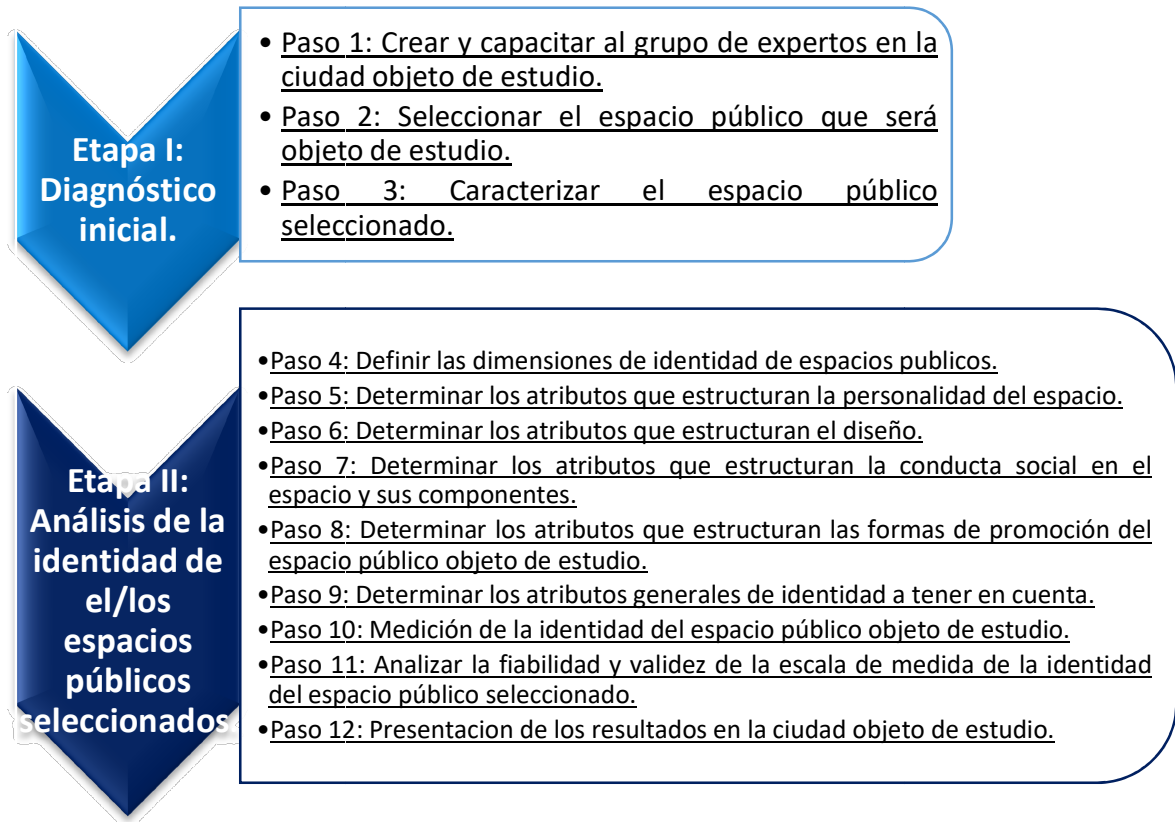 Etapa I:
Diagnóstico
inicial.
• Paso 1: Crear y capacitar al grupo de expertos en la
ciudad objeto de estudio.
• Paso 2: Seleccionar el espacio público que será
objeto de estudio.
• Paso 3: Caracterizar el espacio público
seleccionado.
Etapa II:
Análisis de la
identidad de
el/los
espacios
públicos
seleccionados.
•Paso 4: Definir las dimensiones de identidad de espacios publicos.
•Paso 5: Determinar los atributos que estructuran la personalidad del espacio.
•Paso 6: Determinar los atributos que estructuran el diseño.
•Paso 7: Determinar los atributos que estructuran la conducta social en el
espacio y sus componentes.
•Paso 8: Determinar los atributos que estructuran las formas de promoción del
espacio público objeto de estudio.
•Paso 9: Determinar los atributos generales de identidad a tener en cuenta.
•Paso 10: Medición de la identidad del espacio público objeto de estudio.
•Paso 11: Analizar la fiabilidad y validez de la escala de medida de la identidad
del espacio público seleccionado.
•Paso 12: Presentacion de los resultados en la ciudad objeto de estudio.